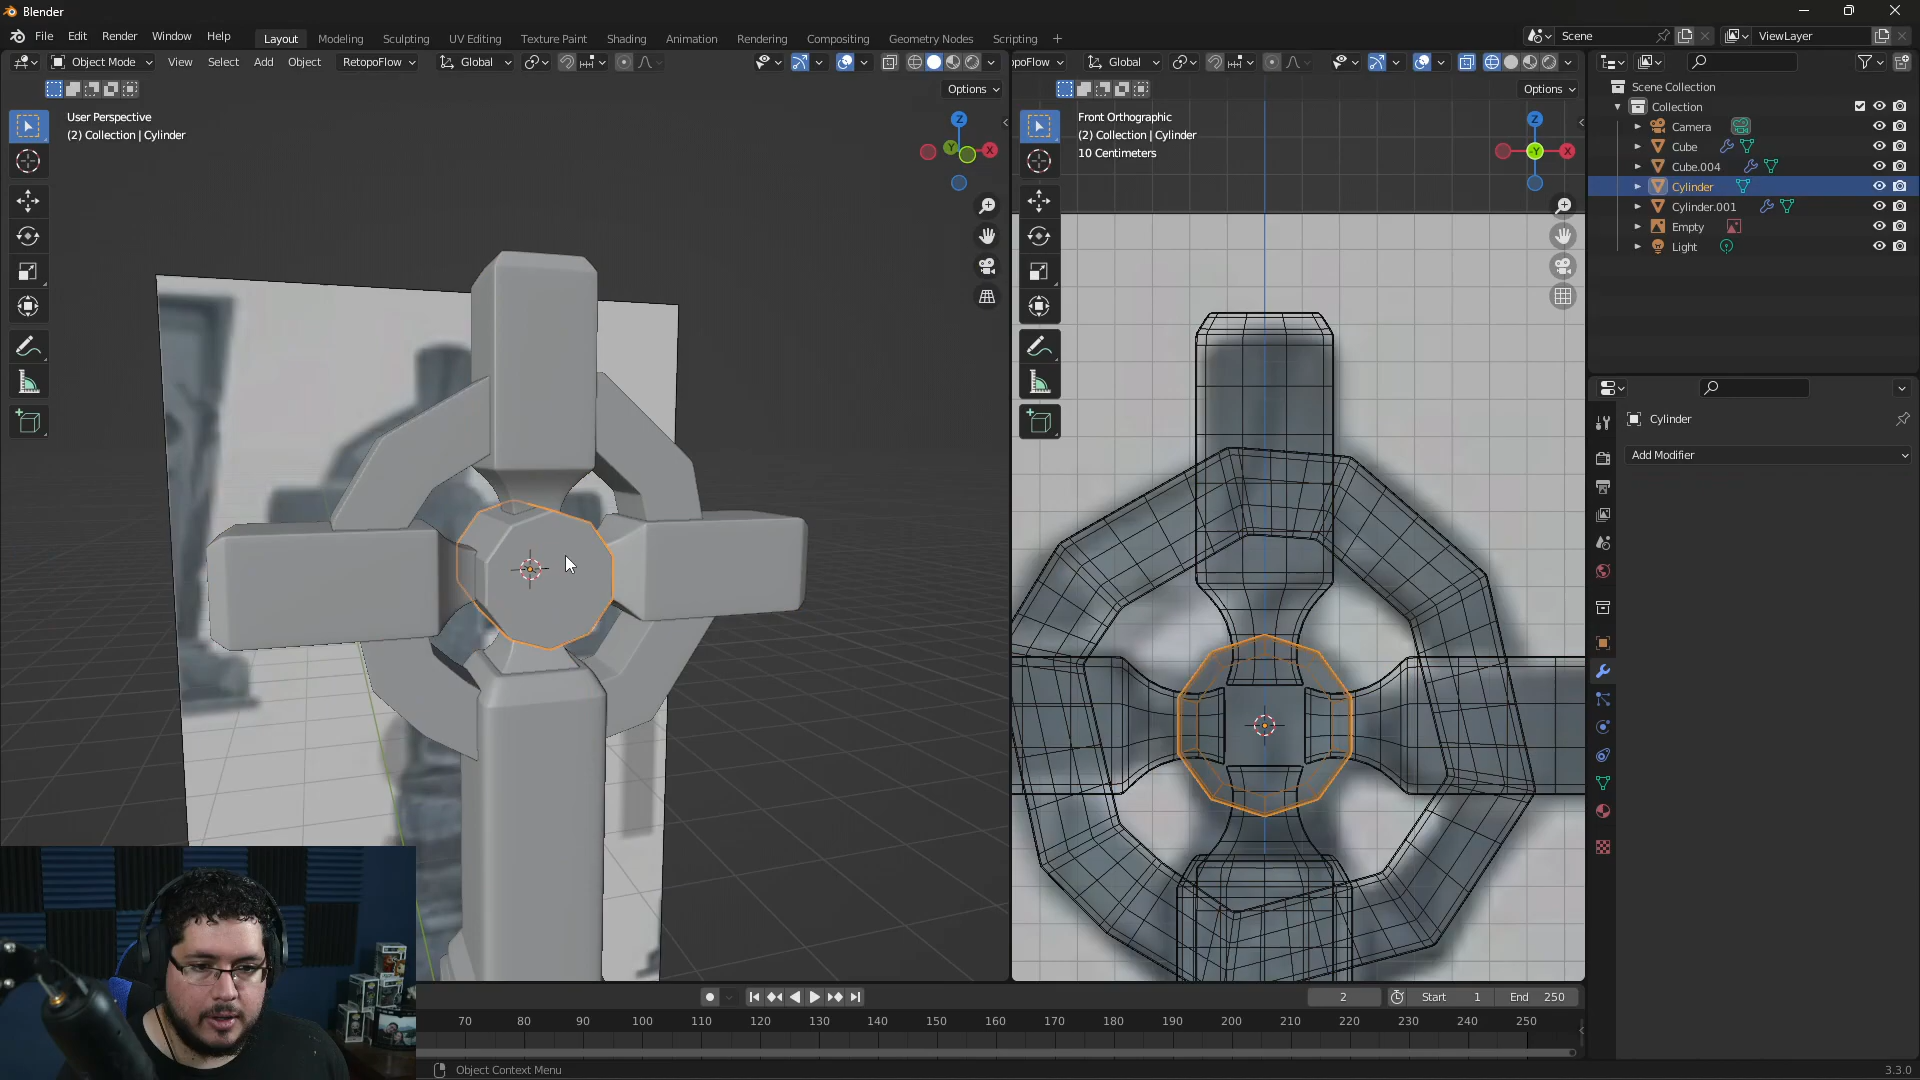 Blender
File Edit Render Window Help
Layout Modeling Sculpting UV Editing Texture Paint Shading Animation Rendering Compositing Geometry Nodes Scripting +
Scene
ViewLayer
Object Mode View Select Add Object RetopoFlow Global
poFlow Global
Options
Options
User Perspective
(2) Collection | Cylinder
Z
Y
X
Front Orthographic
(2) Collection | Cylinder
10 Centimeters
Z
-Y
X
Scene Collection
Collection
Camera
Cube
Cube.004
Cylinder
Cylinder.001
Empty
Light
Cylinder
Add Modifier
2
Start 1
End 250
70 80 90 100 110 120 130 140 150 160 170 180 190 200 210 220 230 240 250
Object Context Menu
3.3.0